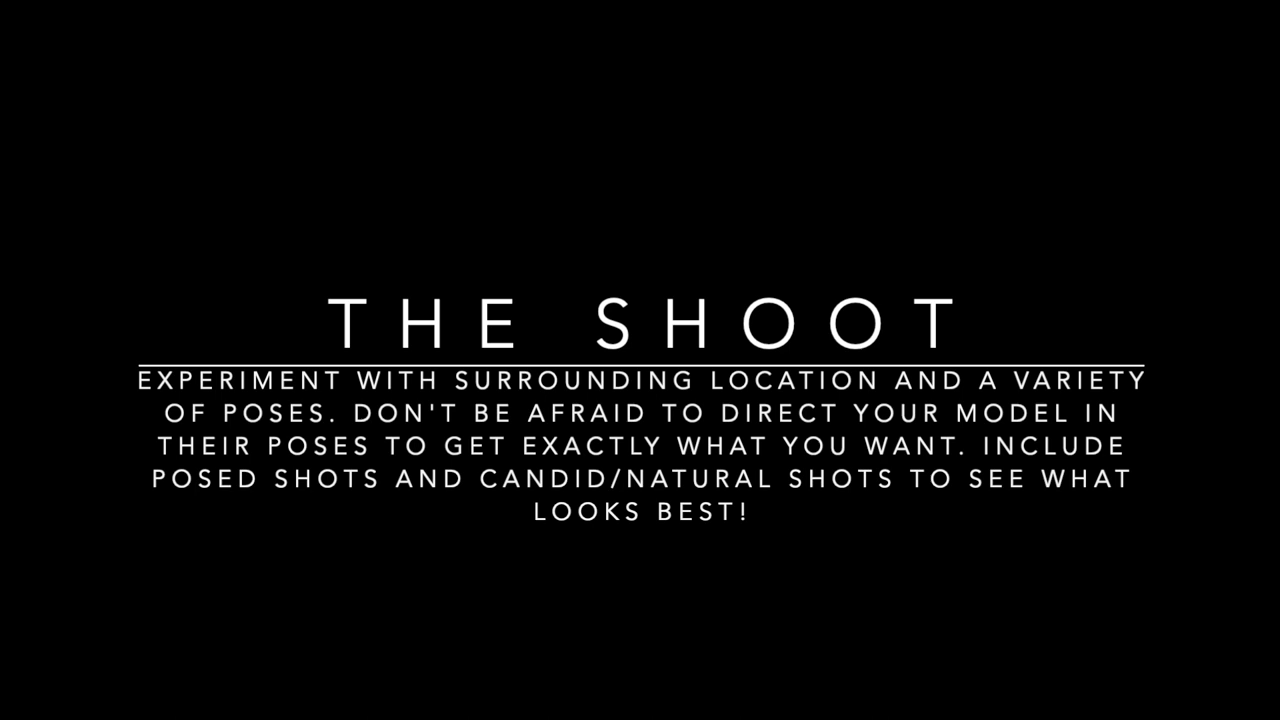 THE SHOOT
EXPERIMENT WITH SURROUNDING LOCATION AND A VARIETY
OF POSES. DON'T BE AFRAID TO DIRECT YOUR MODEL IN
THEIR POSES TO GET EXACTLY WHAT YOU WANT. INCLUDE
POSED SHOTS AND CANDID/NATURAL SHOTS TO SEE WHAT
LOOKS BEST!